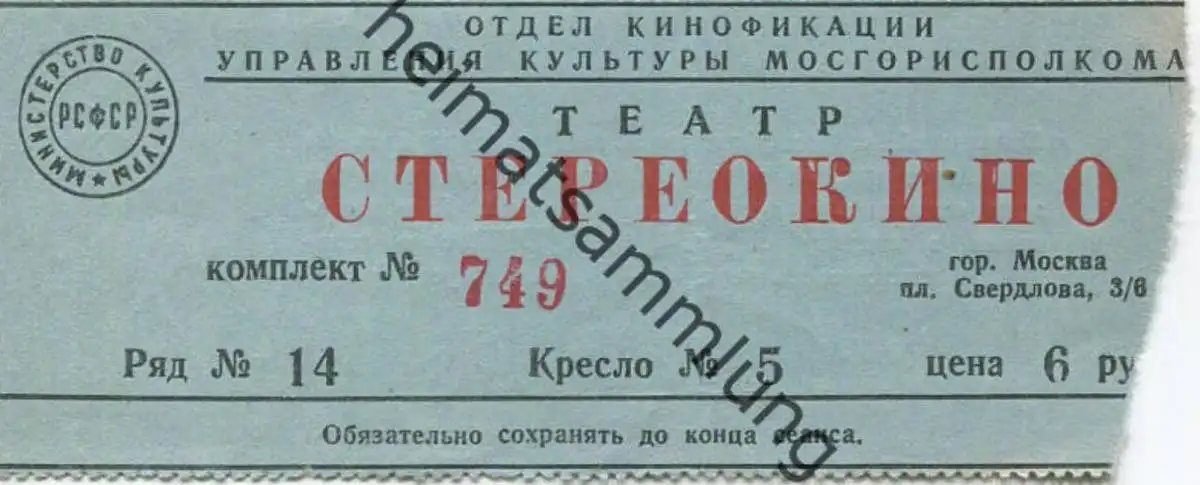 ОТДЕЛ КИНОФИКАЦИИ
УПРАВЛЕНИЯ КУЛЬТУРЫ МОСГОРИСПОЛКОМА
МИНИСТЕРСТВО КУЛЬТУРЫ
РСФСР
ТЕАТР
СТЕРЕОКИНО
комплект № 749
гор. Москва
пл. Свердлова, 3/6
Ряд № 14 Кресло № 5 цена 6 ру
Обязательно сохранять до конца сеанса.
heimatsammlung